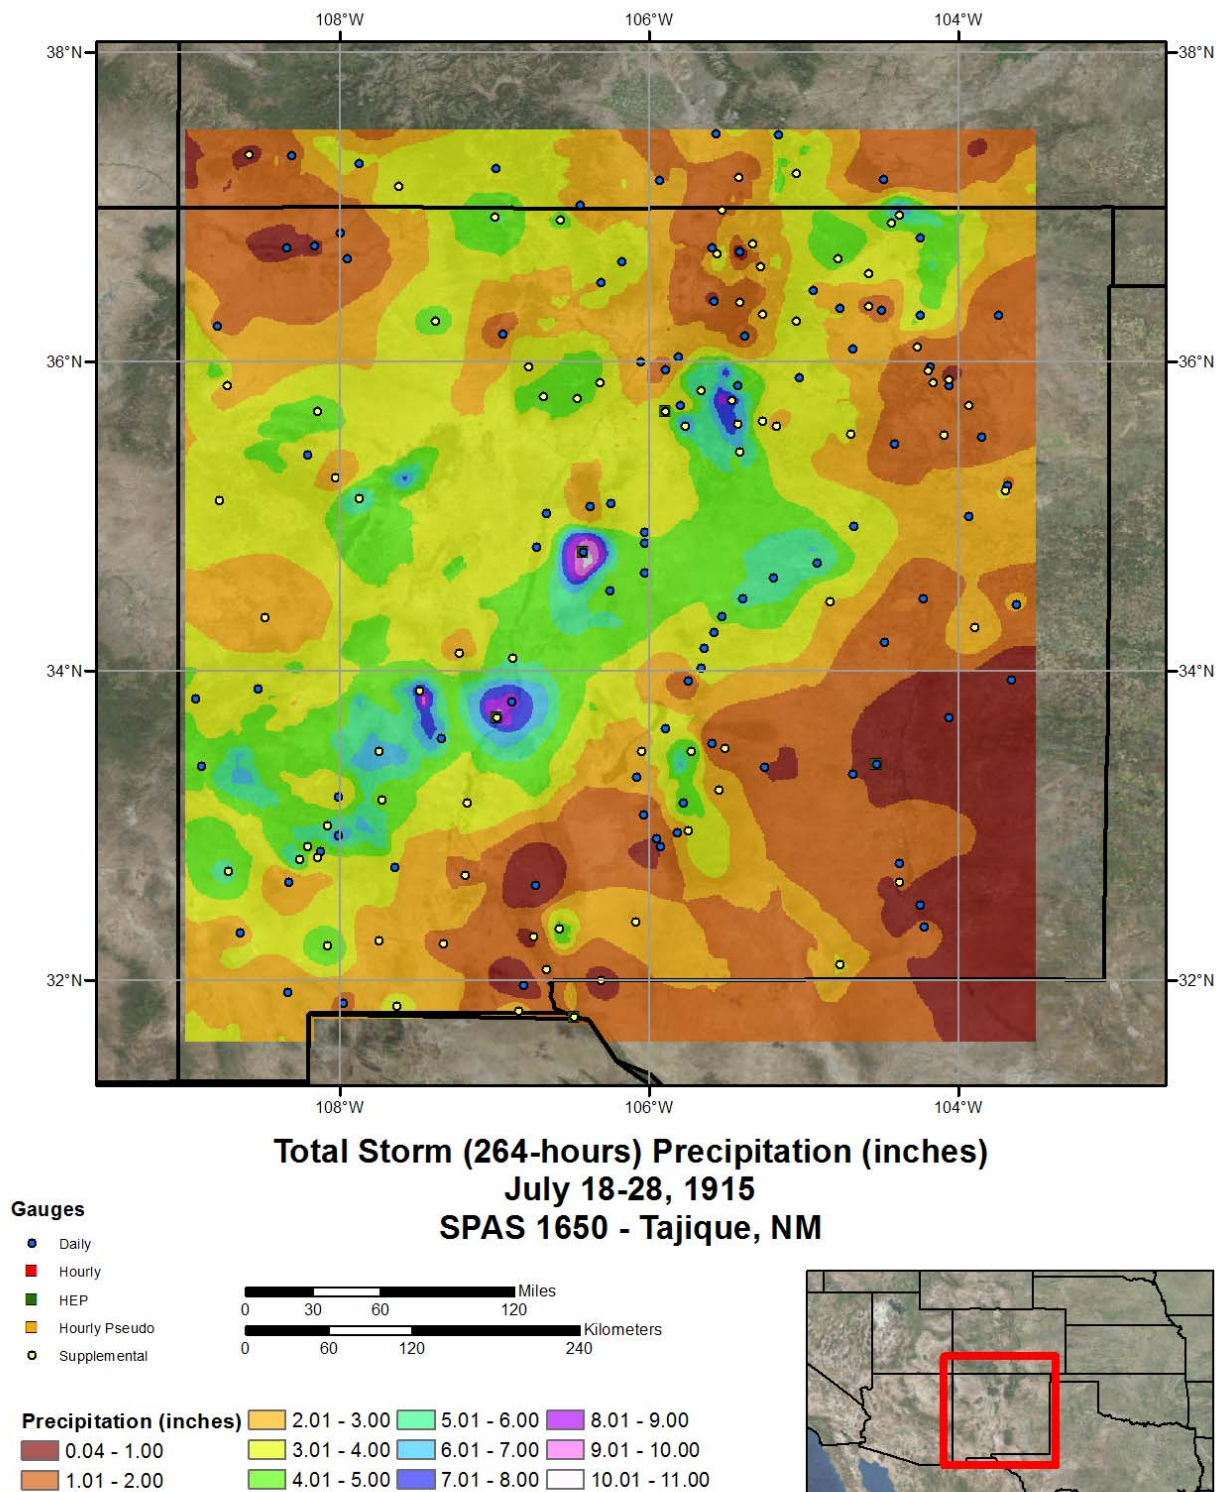 108°W 106°W 104°W
38°N 38°N
36°N 36°N
34°N 34°N
32°N 32°N
108°W 106°W 104°W
Total Storm (264-hours) Precipitation (inches)
July 18-28, 1915
SPAS 1650 - Tajique, NM
Gauges
Daily
Hourly
HEP
Hourly Pseudo
Supplemental
Miles
0 30 60 120
Kilometers
0 60 120 240
Precipitation (inches)
0.04 - 1.00
1.01 - 2.00
2.01 - 3.00
3.01 - 4.00
4.01 - 5.00
5.01 - 6.00
6.01 - 7.00
7.01 - 8.00
8.01 - 9.00
9.01 - 10.00
10.01 - 11.00